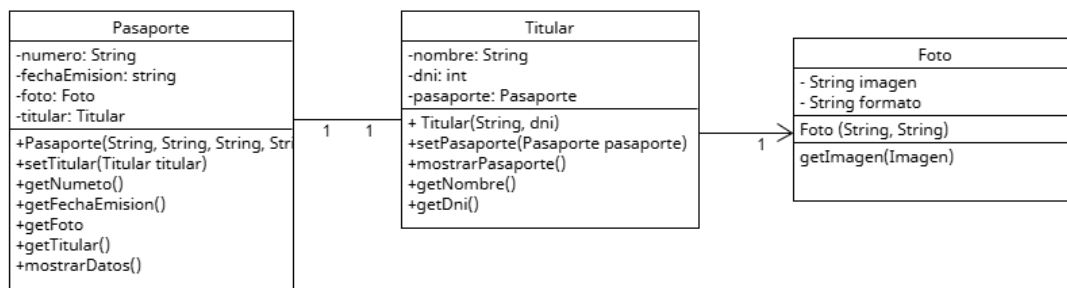 Pasaporte
-numero: String
-fechaEmision: string
-foto: Foto
-titular: Titular
+Pasaporte(String, String, String, Stri
+setTitular(Titular titular)
+getNumeto()
+getFechaEmision()
+getFoto
+getTitular()
+mostrarDatos()
1 1
Titular
-nombre: String
-dni: int
-pasaporte: Pasaporte
+ Titular(String, dni)
+setPasaporte(Pasaporte pasaporte)
+mostrarPasaporte()
+getNombre()
+getDni()
1
Foto
- String imagen
- String formato
Foto (String, String)
getImagen(Imagen)